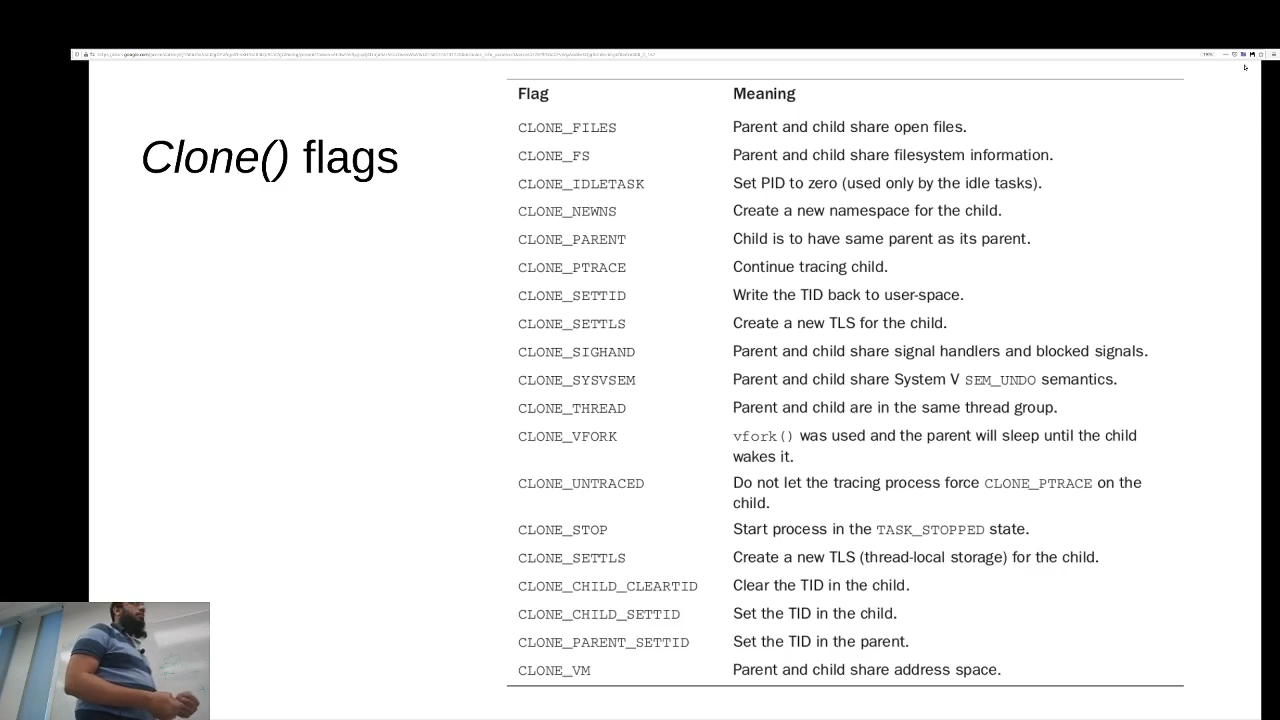 Clone() flags
Flag Meaning
CLONE_FILES Parent and child share open files.
CLONE_FS Parent and child share filesystem information.
CLONE_IDLETASK Set PID to zero (used only by the idle tasks).
CLONE_NEWNS Create a new namespace for the child.
CLONE_PARENT Child is to have same parent as its parent.
CLONE_PTRACE Continue tracing child.
CLONE_SETTID Write the TID back to user-space.
CLONE_SETTLS Create a new TLS for the child.
CLONE_SIGHAND Parent and child share signal handlers and blocked signals.
CLONE_SYSVSEM Parent and child share System V SEM_UNDO semantics.
CLONE_THREAD Parent and child are in the same thread group.
CLONE_VFORK vfork() was used and the parent will sleep until the child
wakes it.
CLONE_UNTRACED Do not let the tracing process force CLONE_PTRACE on the
child.
CLONE_STOP Start process in the TASK_STOPPED state.
CLONE_SETTLS Create a new TLS (thread-local storage) for the child.
CLONE_CHILD_CLEARTID Clear the TID in the child.
CLONE_CHILD_SETTID Set the TID in the child.
CLONE_PARENT_SETTID Set the TID in the parent.
CLONE_VM Parent and child share address space.